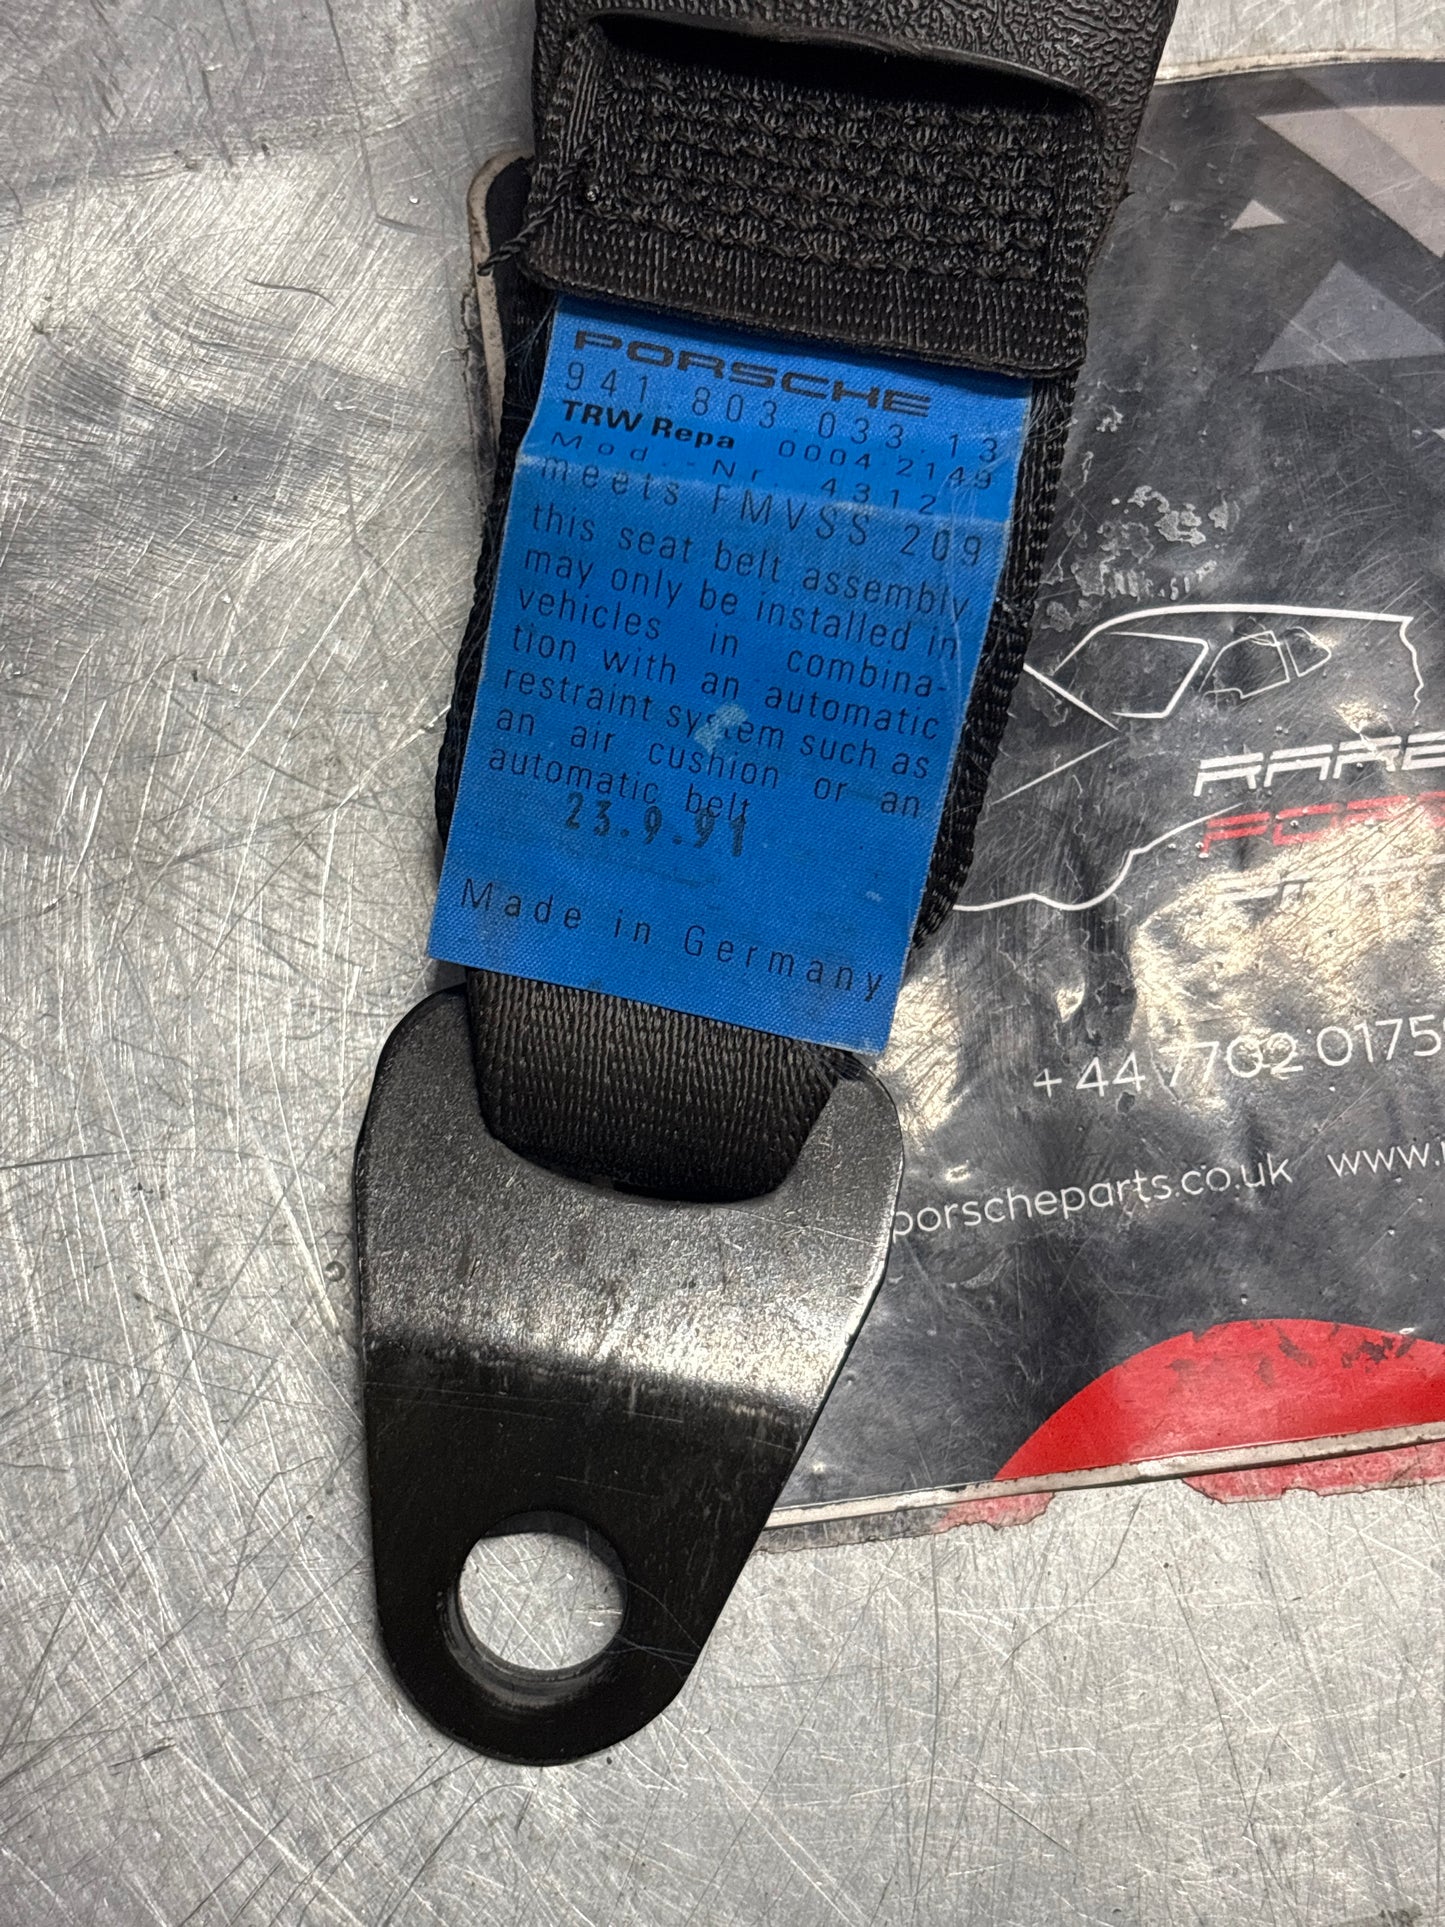 PORSCHE
941.803.033.13
TRW Repa 0004 2149
Mod.-Nr. 4312
meets FMVSS 209
this seat belt assembly
may only be installed in
vehicles in combina-
tion with an automatic
restraint system such as
an air cushion or an
automatic belt
23.9.91
Made in Germany
+44 7702 0175
porscheparts.co.uk www.